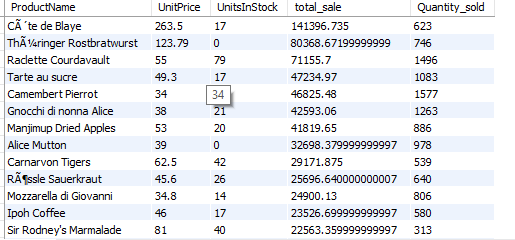 ProductName UnitPrice UnitsInStock total_sale Quantity_sold
CÃ´te de Blaye 263.5 17 141396.735 623
ThÃ¼ringer Rostbratwurst 123.79 0 80368.67199999999 746
Raclette Courdavault 55 79 71155.7 1496
Tarte au sucre 49.3 17 47234.97 1083
Camembert Pierrot 34 34 46825.48 1577
Gnocchi di nonna Alice 38 21 42593.06 1263
Manjimup Dried Apples 53 20 41819.65 886
Alice Mutton 39 0 32698.379999999997 978
Carnarvon Tigers 62.5 42 29171.875 539
RÃ¶ssle Sauerkraut 45.6 26 25696.640000000007 640
Mozzarella di Giovanni 34.8 14 24900.13 806
Ipoh Coffee 46 17 23526.699999999997 580
Sir Rodney's Marmalade 81 40 22563.359999999997 313